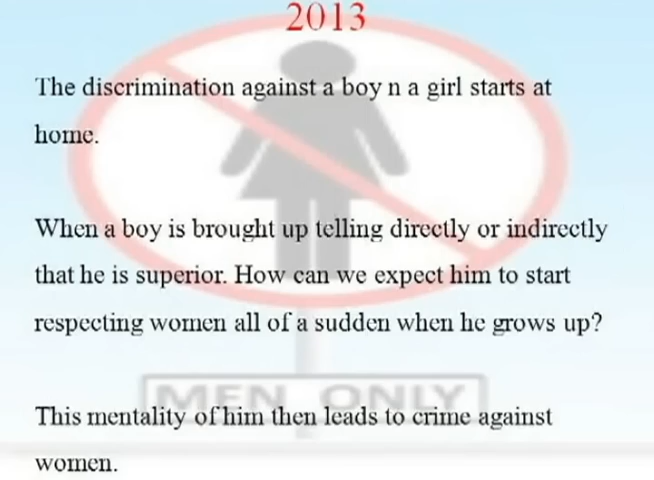 2013
The discrimination against a boy n a girl starts at
home.
When a boy is brought up telling directly or indirectly
that he is superior. How can we expect him to start
respecting women all of a sudden when he grows up?
MEN ONLY
This mentality of him then leads to crime against
women.